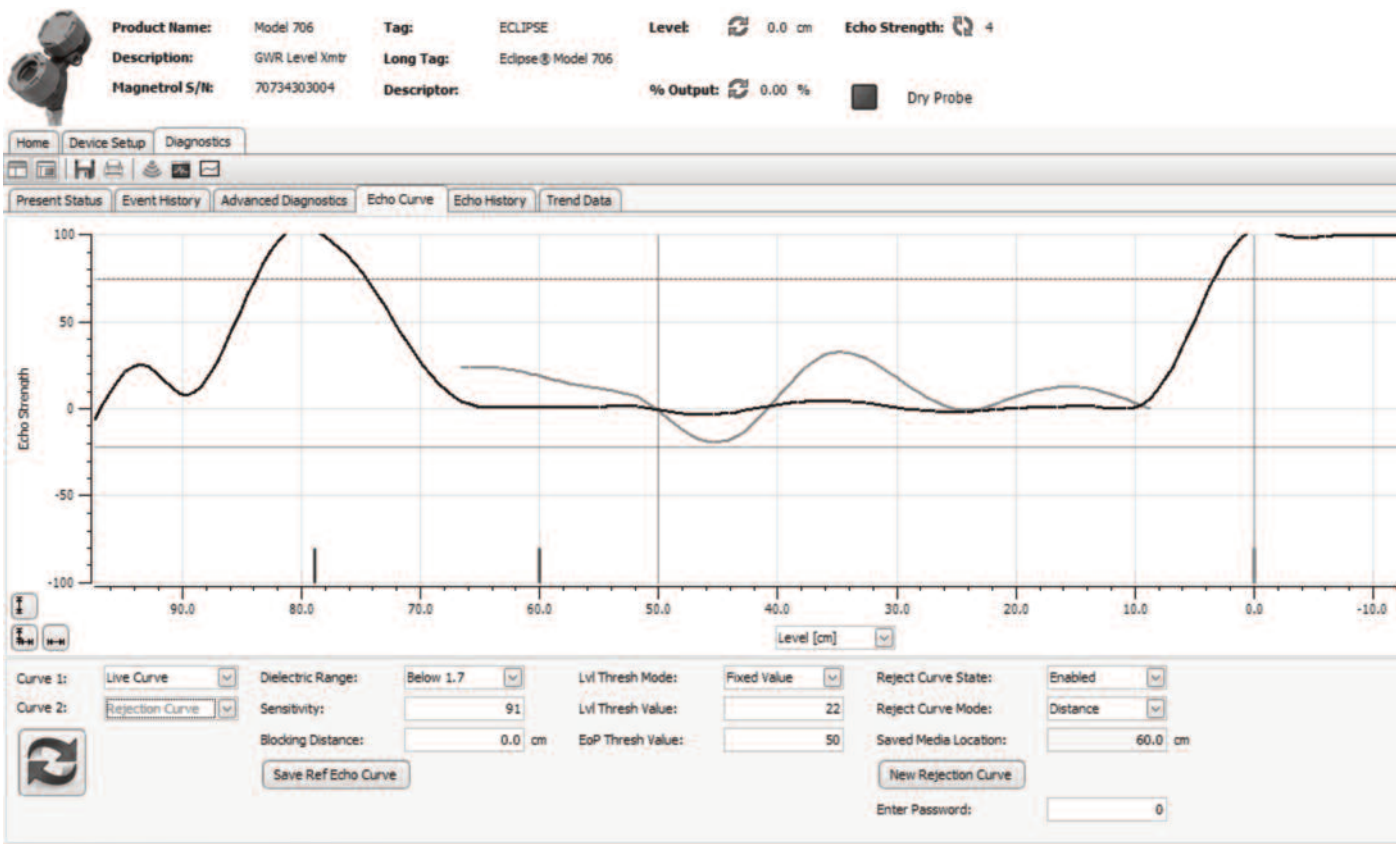 Product Name: Model 706 Tag: ECLIPSE Level: 0.0 cm Echo Strength: 4
Description: GWR Level Xmtr Long Tag: Eclipse® Model 706
Magnetrol S/N: 70734303004 Descriptor: % Output: 0.00 % Dry Probe
Home Device Setup Diagnostics
Present Status Event History Advanced Diagnostics Echo Curve Echo History Trend Data
100
50
0
-50
-100
Echo Strength
90.0 80.0 70.0 60.0 50.0 40.0 30.0 20.0 10.0 0.0 -10.0
Level [cm]
Curve 1: Live Curve Dielectric Range: Below 1.7 Lvl Thresh Mode: Fixed Value Reject Curve State: Enabled
Curve 2: Rejection Curve Sensitivity: 91 Lvl Thresh Value: 22 Reject Curve Mode: Distance
Blocking Distance: 0.0 cm EoP Thresh Value: 50 Saved Media Location: 60.0 cm
Save Ref Echo Curve New Rejection Curve
Enter Password: 0